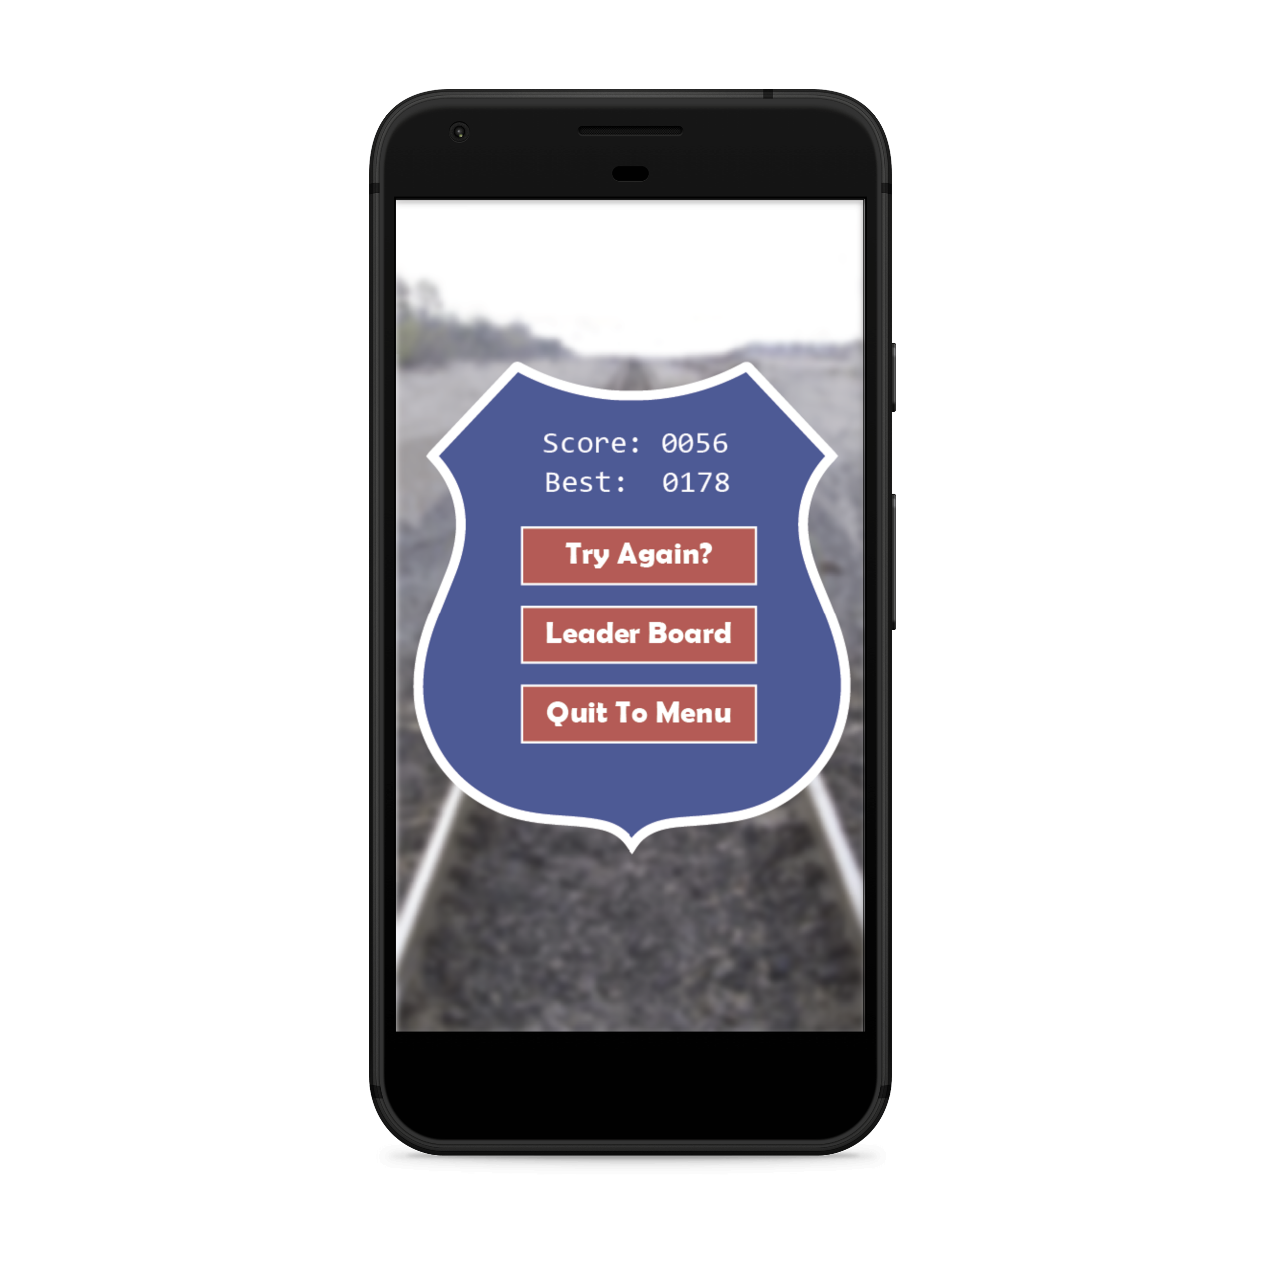 Score: 0056
Best: 0178
Try Again?
Leader Board
Quit To Menu